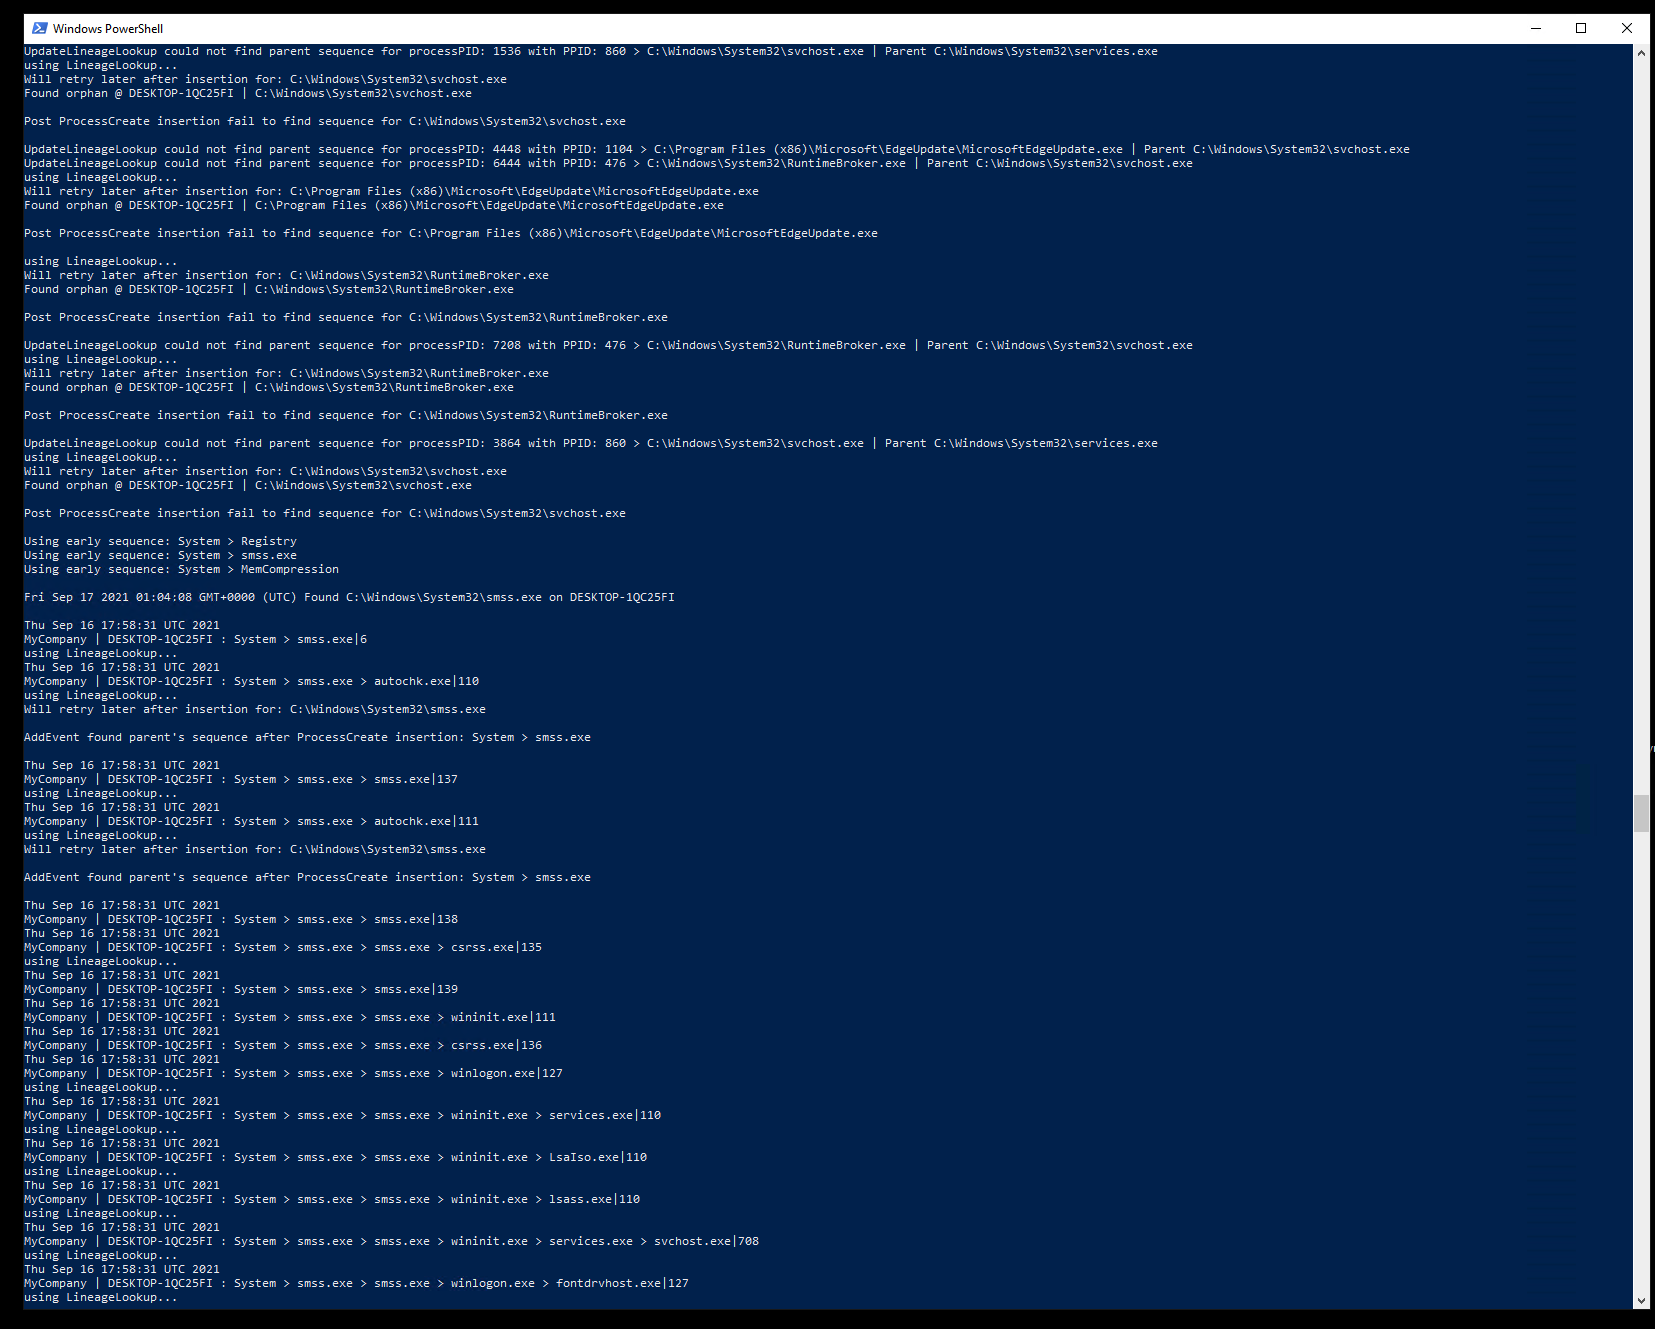 Windows PowerShell
UpdateLineageLookup could not find parent sequence for processPID: 1536 with PPID: 860 > C:\Windows\System32\svchost.exe | Parent C:\Windows\System32\services.exe
using LineageLookup...
Will retry later after insertion for: C:\Windows\System32\svchost.exe
Found orphan @ DESKTOP-1QC25FI | C:\Windows\System32\svchost.exe
Post ProcessCreate insertion fail to find sequence for C:\Windows\System32\svchost.exe
UpdateLineageLookup could not find parent sequence for processPID: 4448 with PPID: 1104 > C:\Program Files (x86)\Microsoft\EdgeUpdate\MicrosoftEdgeUpdate.exe | Parent C:\Windows\System32\svchost.exe
UpdateLineageLookup could not find parent sequence for processPID: 6444 with PPID: 476 > C:\Windows\System32\RuntimeBroker.exe | Parent C:\Windows\System32\svchost.exe
using LineageLookup...
Will retry later after insertion for: C:\Program Files (x86)\Microsoft\EdgeUpdate\MicrosoftEdgeUpdate.exe
Found orphan @ DESKTOP-1QC25FI | C:\Program Files (x86)\Microsoft\EdgeUpdate\MicrosoftEdgeUpdate.exe
Post ProcessCreate insertion fail to find sequence for C:\Program Files (x86)\Microsoft\EdgeUpdate\MicrosoftEdgeUpdate.exe
using LineageLookup...
Will retry later after insertion for: C:\Windows\System32\RuntimeBroker.exe
Found orphan @ DESKTOP-1QC25FI | C:\Windows\System32\RuntimeBroker.exe
Post ProcessCreate insertion fail to find sequence for C:\Windows\System32\RuntimeBroker.exe
UpdateLineageLookup could not find parent sequence for processPID: 7208 with PPID: 476 > C:\Windows\System32\RuntimeBroker.exe | Parent C:\Windows\System32\svchost.exe
using LineageLookup...
Will retry later after insertion for: C:\Windows\System32\RuntimeBroker.exe
Found orphan @ DESKTOP-1QC25FI | C:\Windows\System32\RuntimeBroker.exe
Post ProcessCreate insertion fail to find sequence for C:\Windows\System32\RuntimeBroker.exe
UpdateLineageLookup could not find parent sequence for processPID: 3864 with PPID: 860 > C:\Windows\System32\svchost.exe | Parent C:\Windows\System32\services.exe
using LineageLookup...
Will retry later after insertion for: C:\Windows\System32\svchost.exe
Found orphan @ DESKTOP-1QC25FI | C:\Windows\System32\svchost.exe
Post ProcessCreate insertion fail to find sequence for C:\Windows\System32\svchost.exe
Using early sequence: System > Registry
Using early sequence: System > smss.exe
Using early sequence: System > MemCompression
Fri Sep 17 2021 01:04:08 GMT+0000 (UTC) Found C:\Windows\System32\smss.exe on DESKTOP-1QC25FI
Thu Sep 16 17:58:31 UTC 2021
MyCompany | DESKTOP-1QC25FI : System > smss.exe|6
using LineageLookup...
Thu Sep 16 17:58:31 UTC 2021
MyCompany | DESKTOP-1QC25FI : System > smss.exe > autochk.exe|110
using LineageLookup...
Will retry later after insertion for: C:\Windows\System32\smss.exe
AddEvent found parent's sequence after ProcessCreate insertion: System > smss.exe
Thu Sep 16 17:58:31 UTC 2021
MyCompany | DESKTOP-1QC25FI : System > smss.exe > smss.exe|137
using LineageLookup...
Thu Sep 16 17:58:31 UTC 2021
MyCompany | DESKTOP-1QC25FI : System > smss.exe > autochk.exe|111
using LineageLookup...
Will retry later after insertion for: C:\Windows\System32\smss.exe
AddEvent found parent's sequence after ProcessCreate insertion: System > smss.exe
Thu Sep 16 17:58:31 UTC 2021
MyCompany | DESKTOP-1QC25FI : System > smss.exe > smss.exe|138
Thu Sep 16 17:58:31 UTC 2021
MyCompany | DESKTOP-1QC25FI : System > smss.exe > smss.exe > csrss.exe|135
using LineageLookup...
Thu Sep 16 17:58:31 UTC 2021
MyCompany | DESKTOP-1QC25FI : System > smss.exe > smss.exe|139
Thu Sep 16 17:58:31 UTC 2021
MyCompany | DESKTOP-1QC25FI : System > smss.exe > smss.exe > wininit.exe|111
Thu Sep 16 17:58:31 UTC 2021
MyCompany | DESKTOP-1QC25FI : System > smss.exe > smss.exe > csrss.exe|136
Thu Sep 16 17:58:31 UTC 2021
MyCompany | DESKTOP-1QC25FI : System > smss.exe > smss.exe > winlogon.exe|127
using LineageLookup...
Thu Sep 16 17:58:31 UTC 2021
MyCompany | DESKTOP-1QC25FI : System > smss.exe > smss.exe > wininit.exe > services.exe|110
using LineageLookup...
Thu Sep 16 17:58:31 UTC 2021
MyCompany | DESKTOP-1QC25FI : System > smss.exe > smss.exe > wininit.exe > LsaIso.exe|110
using LineageLookup...
Thu Sep 16 17:58:31 UTC 2021
MyCompany | DESKTOP-1QC25FI : System > smss.exe > smss.exe > wininit.exe > lsass.exe|110
using LineageLookup...
Thu Sep 16 17:58:31 UTC 2021
MyCompany | DESKTOP-1QC25FI : System > smss.exe > smss.exe > wininit.exe > services.exe > svchost.exe|708
using LineageLookup...
Thu Sep 16 17:58:31 UTC 2021
MyCompany | DESKTOP-1QC25FI : System > smss.exe > smss.exe > winlogon.exe > fontdrvhost.exe|127
using LineageLookup...